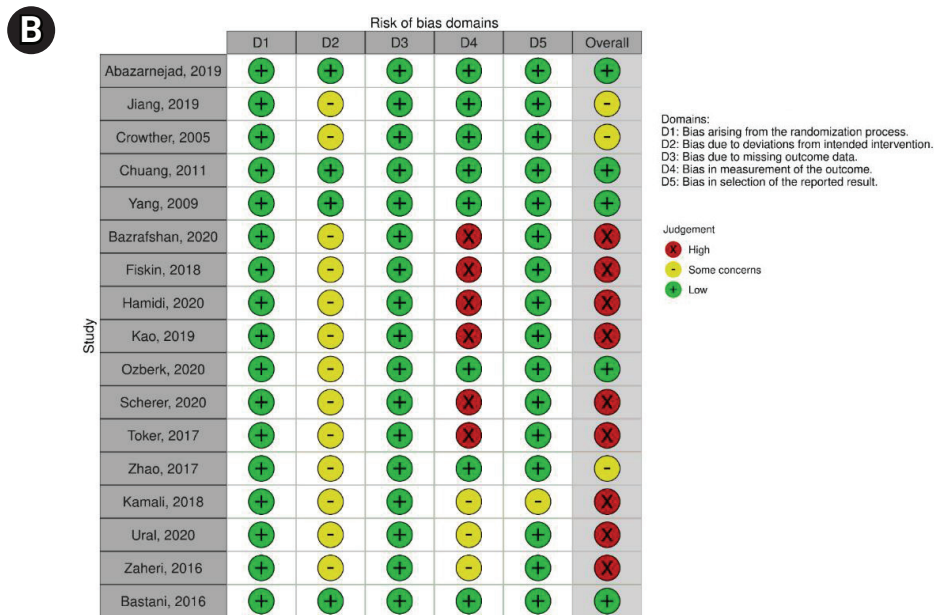 B
Risk of bias domains
D1 D2 D3 D4 D5 Overall
Abazarnejad, 2019 + + + + + +
Jiang, 2019 + - + + + -
Crowther, 2005 + - + + + -
Chuang, 2011 + + + + + +
Yang, 2009 + + + + + +
Bazrafshan, 2020 + - + X + X
Fiskin, 2018 + - + X + X
Hamidi, 2020 + - + X + X
Kao, 2019 + - + X + X
Ozberk, 2020 + - + + + +
Scherer, 2020 + - + X + X
Toker, 2017 + - + X + X
Zhao, 2017 + - + + + -
Kamali, 2018 + - + - - X
Ural, 2020 + - + - + X
Zaheri, 2016 + - + - + X
Bastani, 2016 + + + + + +
Study
Domains:
D1: Bias arising from the randomization process.
D2: Bias due to deviations from intended intervention.
D3: Bias due to missing outcome data.
D4: Bias in measurement of the outcome.
D5: Bias in selection of the reported result.
Judgement
X High
- Some concerns
+ Low